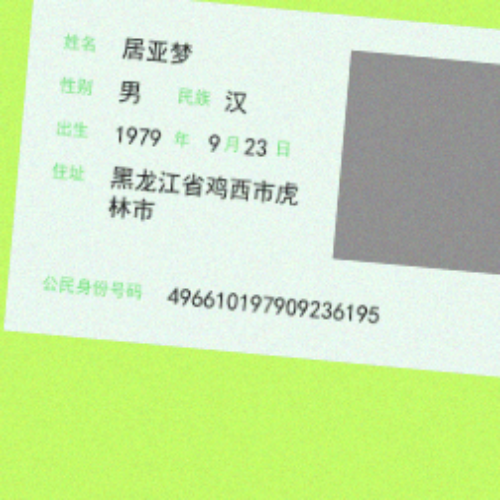 姓名 居亚梦
性别 男 民族 汉
出生 1979 年 9 月 23 日
住址 黑龙江省鸡西市虎
林市
公民身份号码 496610197909236195